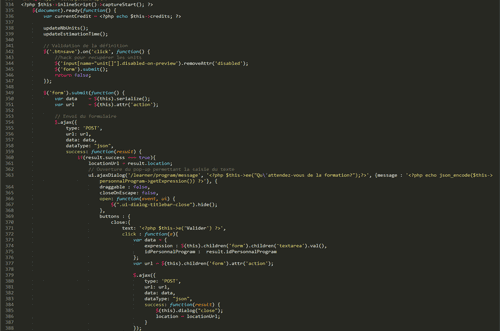 334 <?php $this->inlineScript()->captureStart(); ?>
335 $(document).ready(function() {
336 var currentCredit = <?php echo $this->credits; ?>
337
338 updateNbUnits();
339 updateEstimationTime();
340
341 // Validation de la définition
342 $('.btnsave').on('click', function() {
343 //hack pour récupérer les units
344 $('input[name="unit[]"].disabled-on-preview').removeAttr('disabled');
345 $('form').submit();
346 return false;
347 });
348
349 $('form').submit(function() {
350 var data = $(this).serialize();
351 var url = $(this).attr('action');
352
353 // Envoi du formulaire
354 $.ajax({
355 type: 'POST',
356 url: url,
357 data: data,
358 dataType: "json",
359 success: function(result) {
360 if(result.success === true){
361 locationUrl = result.location;
362 // Ouverture du pop-up permettant la saisie du texte
363 ui.ajaxDialog('/learner/program/message', '<?php $this->ee("Qu\'attendez-vous de la formation?");?>', {message : '<?php echo json_encode($this->
personnalProgram->getExpression()) ?>'}, {
364 draggable : false,
365 closeOnEscape: false,
366 open: function(event, ui) {
367 $(".ui-dialog-titlebar-close").hide();
368 },
369 buttons : {
370 close:{
371 text: '<?php $this->e('Valider') ?>',
372 click : function(e){
373 var data = {
374 expression : $(this).children('form').children('textarea').val(),
375 idPersonnalProgram : result.idPersonnalProgram
376 };
377 var url = $(this).children('form').attr('action');
378
379 $.ajax({
380 type: 'POST',
381 url: url,
382 data: data,
383 dataType: "json",
384 success: function(result) {
385 $(this).dialog("close");
386 location = locationUrl;
387 }
388 });